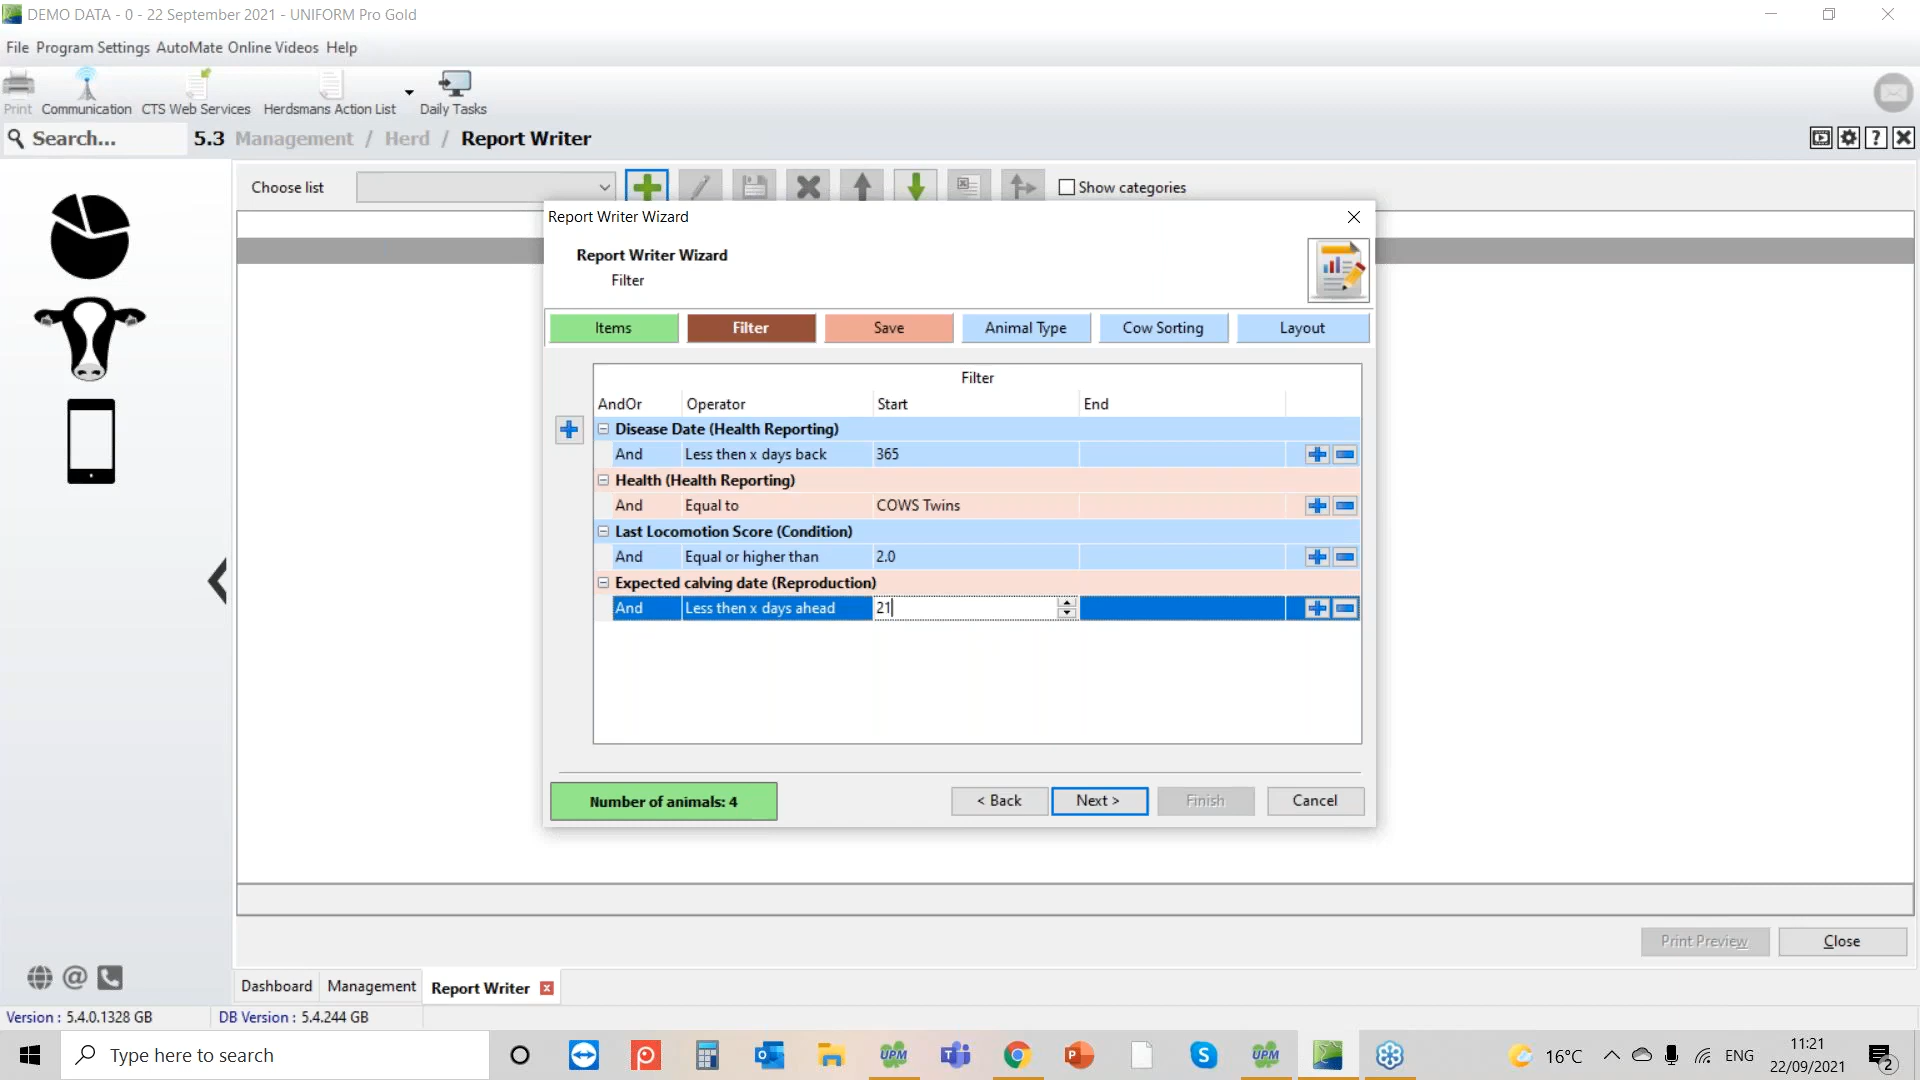 DEMO DATA - 0 - 22 September 2021 - UNIFORM Pro Gold
File Program Settings AutoMate Online Videos Help
Print Communication CTS Web Services Herdsmans Action List Daily Tasks
Search... 5.3 Management / Herd / Report Writer
Choose list Show categories
Report Writer Wizard
Report Writer Wizard
Filter
Items Filter Save Animal Type Cow Sorting Layout
Filter
AndOr Operator Start End
Disease Date (Health Reporting)
And Less then x days back 365
Health (Health Reporting)
And Equal to COWS Twins
Last Locomotion Score (Condition)
And Equal or higher than 2.0
Expected calving date (Reproduction)
And Less then x days ahead 21
Number of animals: 4 < Back Next > Finish Cancel
Print Preview Close
Dashboard Management Report Writer
Version : 5.4.0.1328 GB DB Version : 5.4.244 GB
Type here to search
UPM
UPM
16°C ENG
11:21
22/09/2021
2